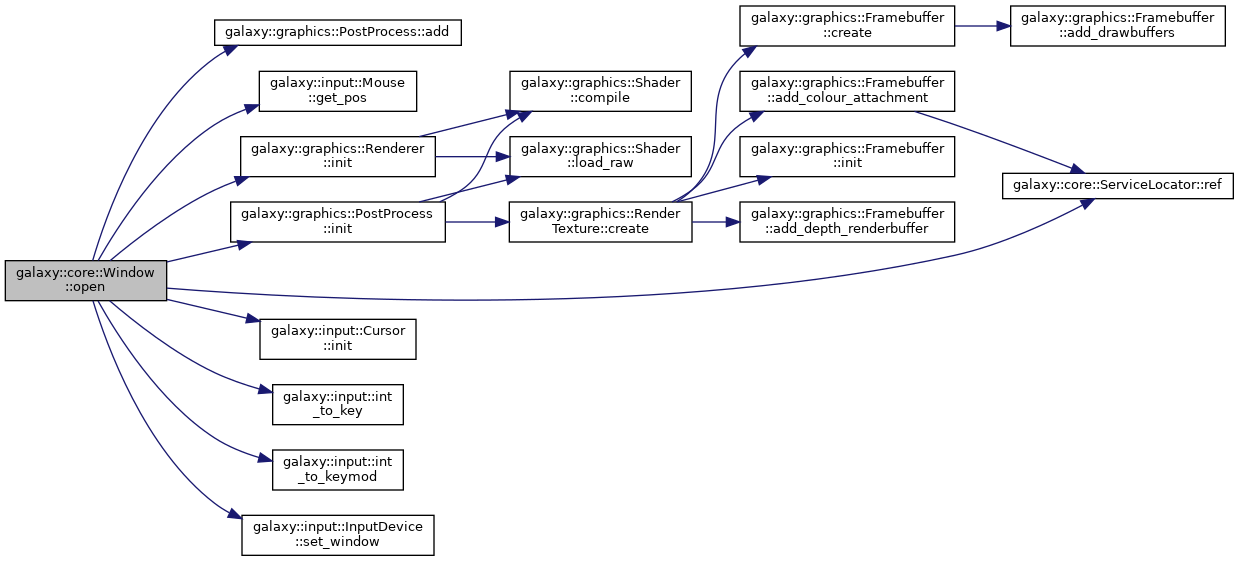 galaxy::core::Window
::open
galaxy::graphics::PostProcess::add
galaxy::input::Mouse
::get_pos
galaxy::graphics::Renderer
::init
galaxy::graphics::PostProcess
::init
galaxy::input::Cursor
::init
galaxy::input::int
_to_key
galaxy::input::int
_to_keymod
galaxy::input::InputDevice
::set_window
galaxy::graphics::Shader
::compile
galaxy::graphics::Shader
::load_raw
galaxy::graphics::Render
Texture::create
galaxy::graphics::Framebuffer
::create
galaxy::graphics::Framebuffer
::add_colour_attachment
galaxy::graphics::Framebuffer
::init
galaxy::graphics::Framebuffer
::add_depth_renderbuffer
galaxy::graphics::Framebuffer
::add_drawbuffers
galaxy::core::ServiceLocator::ref